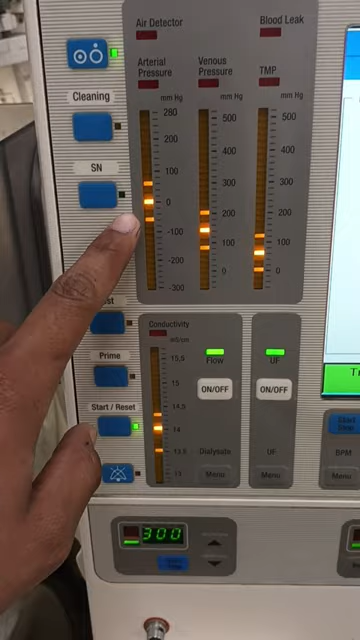 Air Detector
Blood Leak
Arterial Pressure
Venous Pressure
TMP
mm Hg
mm Hg
mm Hg
280
200
100
0
-100
-200
-300
500
400
300
200
100
0
500
400
300
200
100
0
Cleaning
SN
Prime
Start / Reset
Conductivity
mS/cm
15,5
15
14,5
14
13,5
13
Flow
UF
ON/OFF
ON/OFF
Dialysate
UF
BPM
Menu
Menu
Menu
300